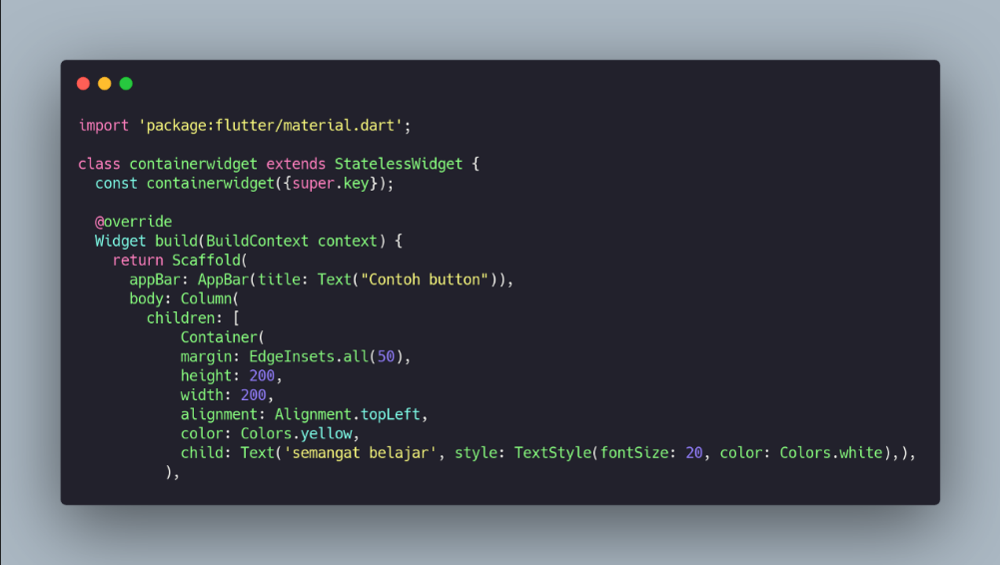 import 'package:flutter/material.dart';

class containerwidget extends StatelessWidget {
  const containerwidget({super.key});

  @override
  Widget build(BuildContext context) {
    return Scaffold(
      appBar: AppBar(title: Text("Contoh button")),
      body: Column(
        children: [
            Container(
            margin: EdgeInsets.all(50),
            height: 200,
            width: 200,
            alignment: Alignment.topLeft,
            color: Colors.yellow,
            child: Text('semangat belajar', style: TextStyle(fontSize: 20, color: Colors.white),),
          ),